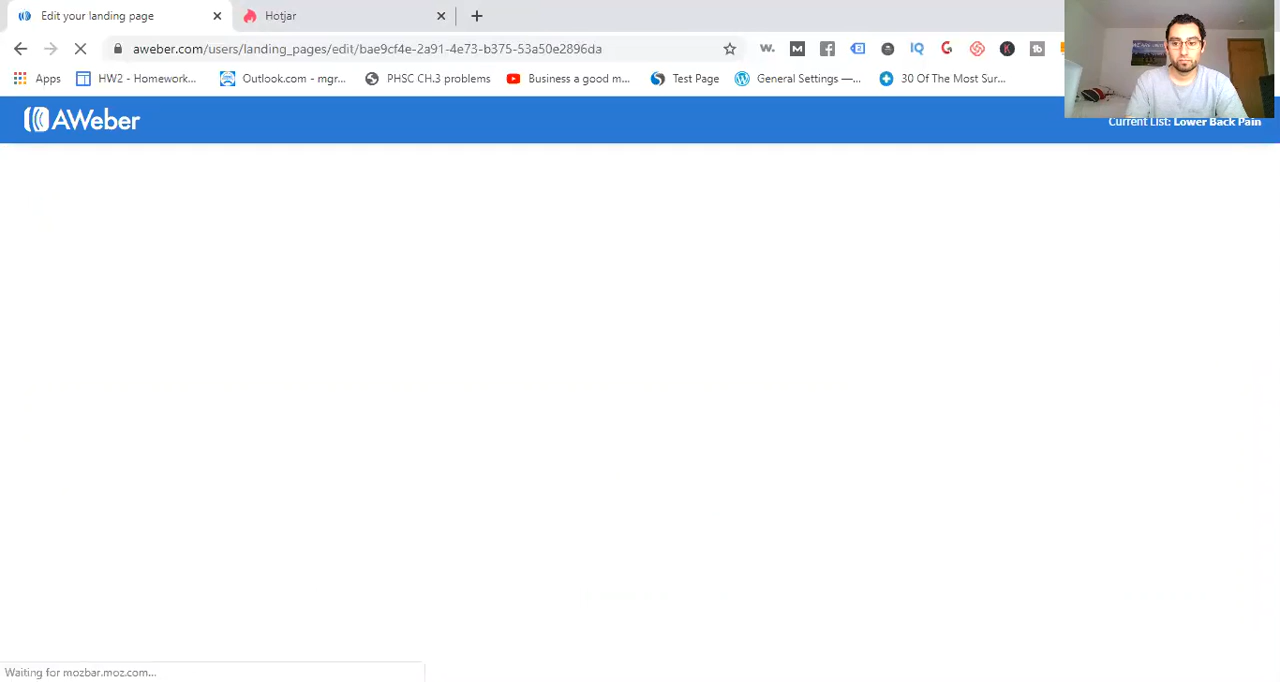 Edit your landing page
Hotjar
aweber.com/users/landing_pages/edit/bae9cf4e-2a91-4e73-b375-53a50e2896da
w.
M
IQ
G
K
tb
Apps
HW2 - Homework...
Outlook.com - mgr...
PHSC CH.3 problems
Business a good m...
Test Page
General Settings —...
30 Of The Most Sur...
AWeber
Current List: Lower Back Pain
Waiting for mozbar.moz.com...